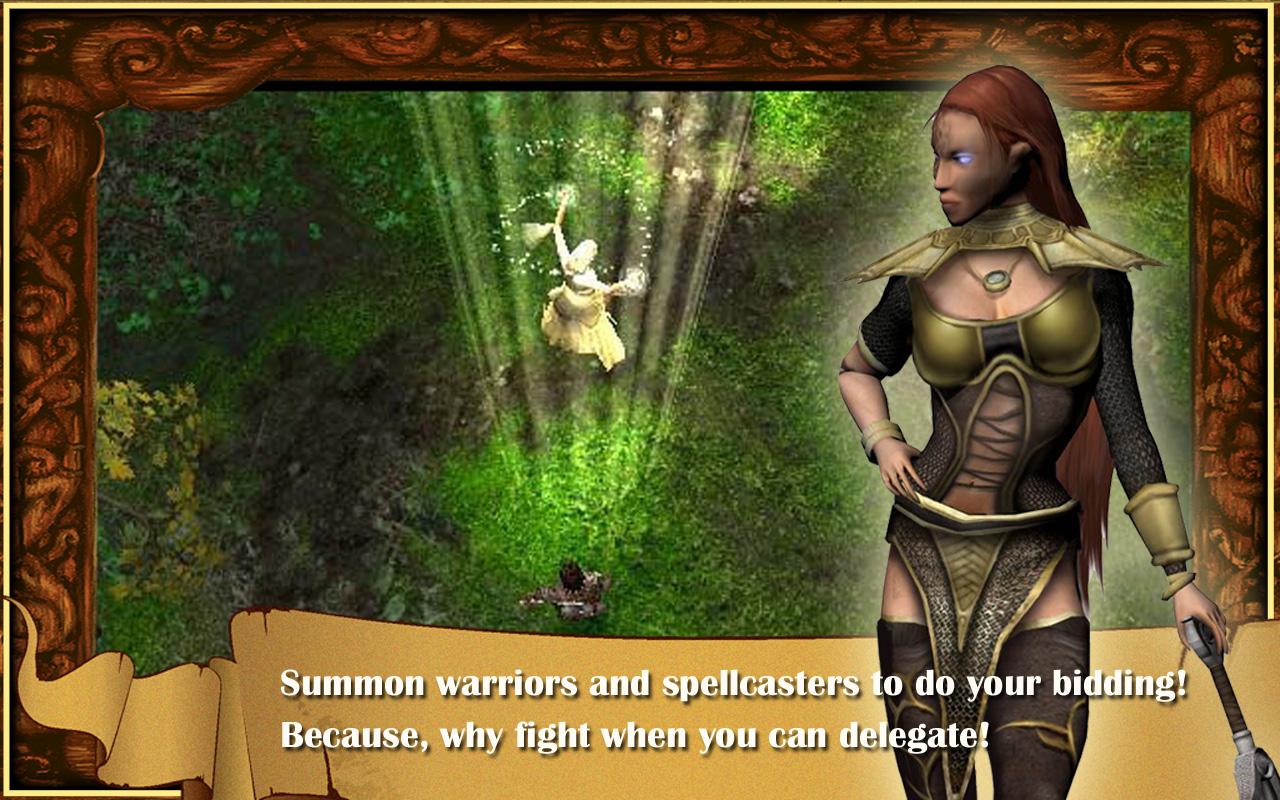 Summon warriors and spellcasters to do your bidding!
Because, why fight when you can delegate!